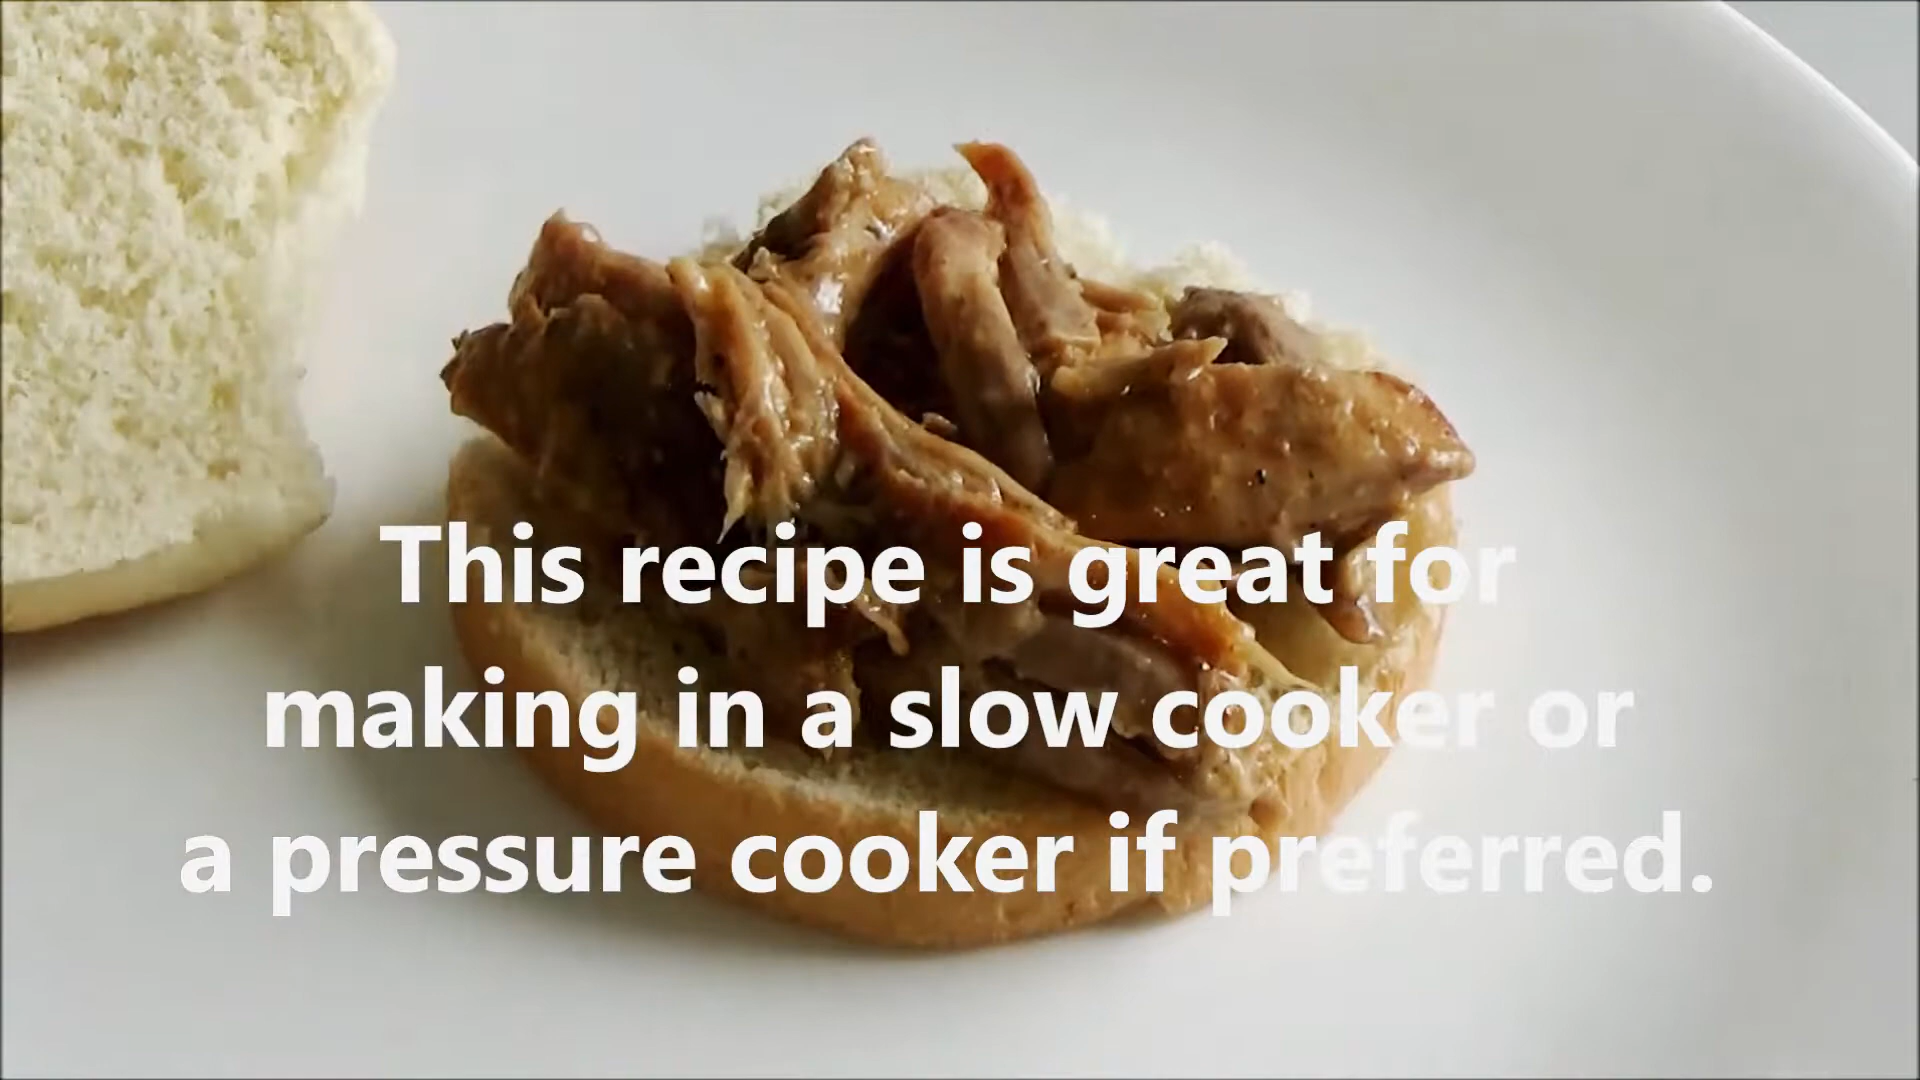 This recipe is great for
making in a slow cooker or
a pressure cooker if preferred.